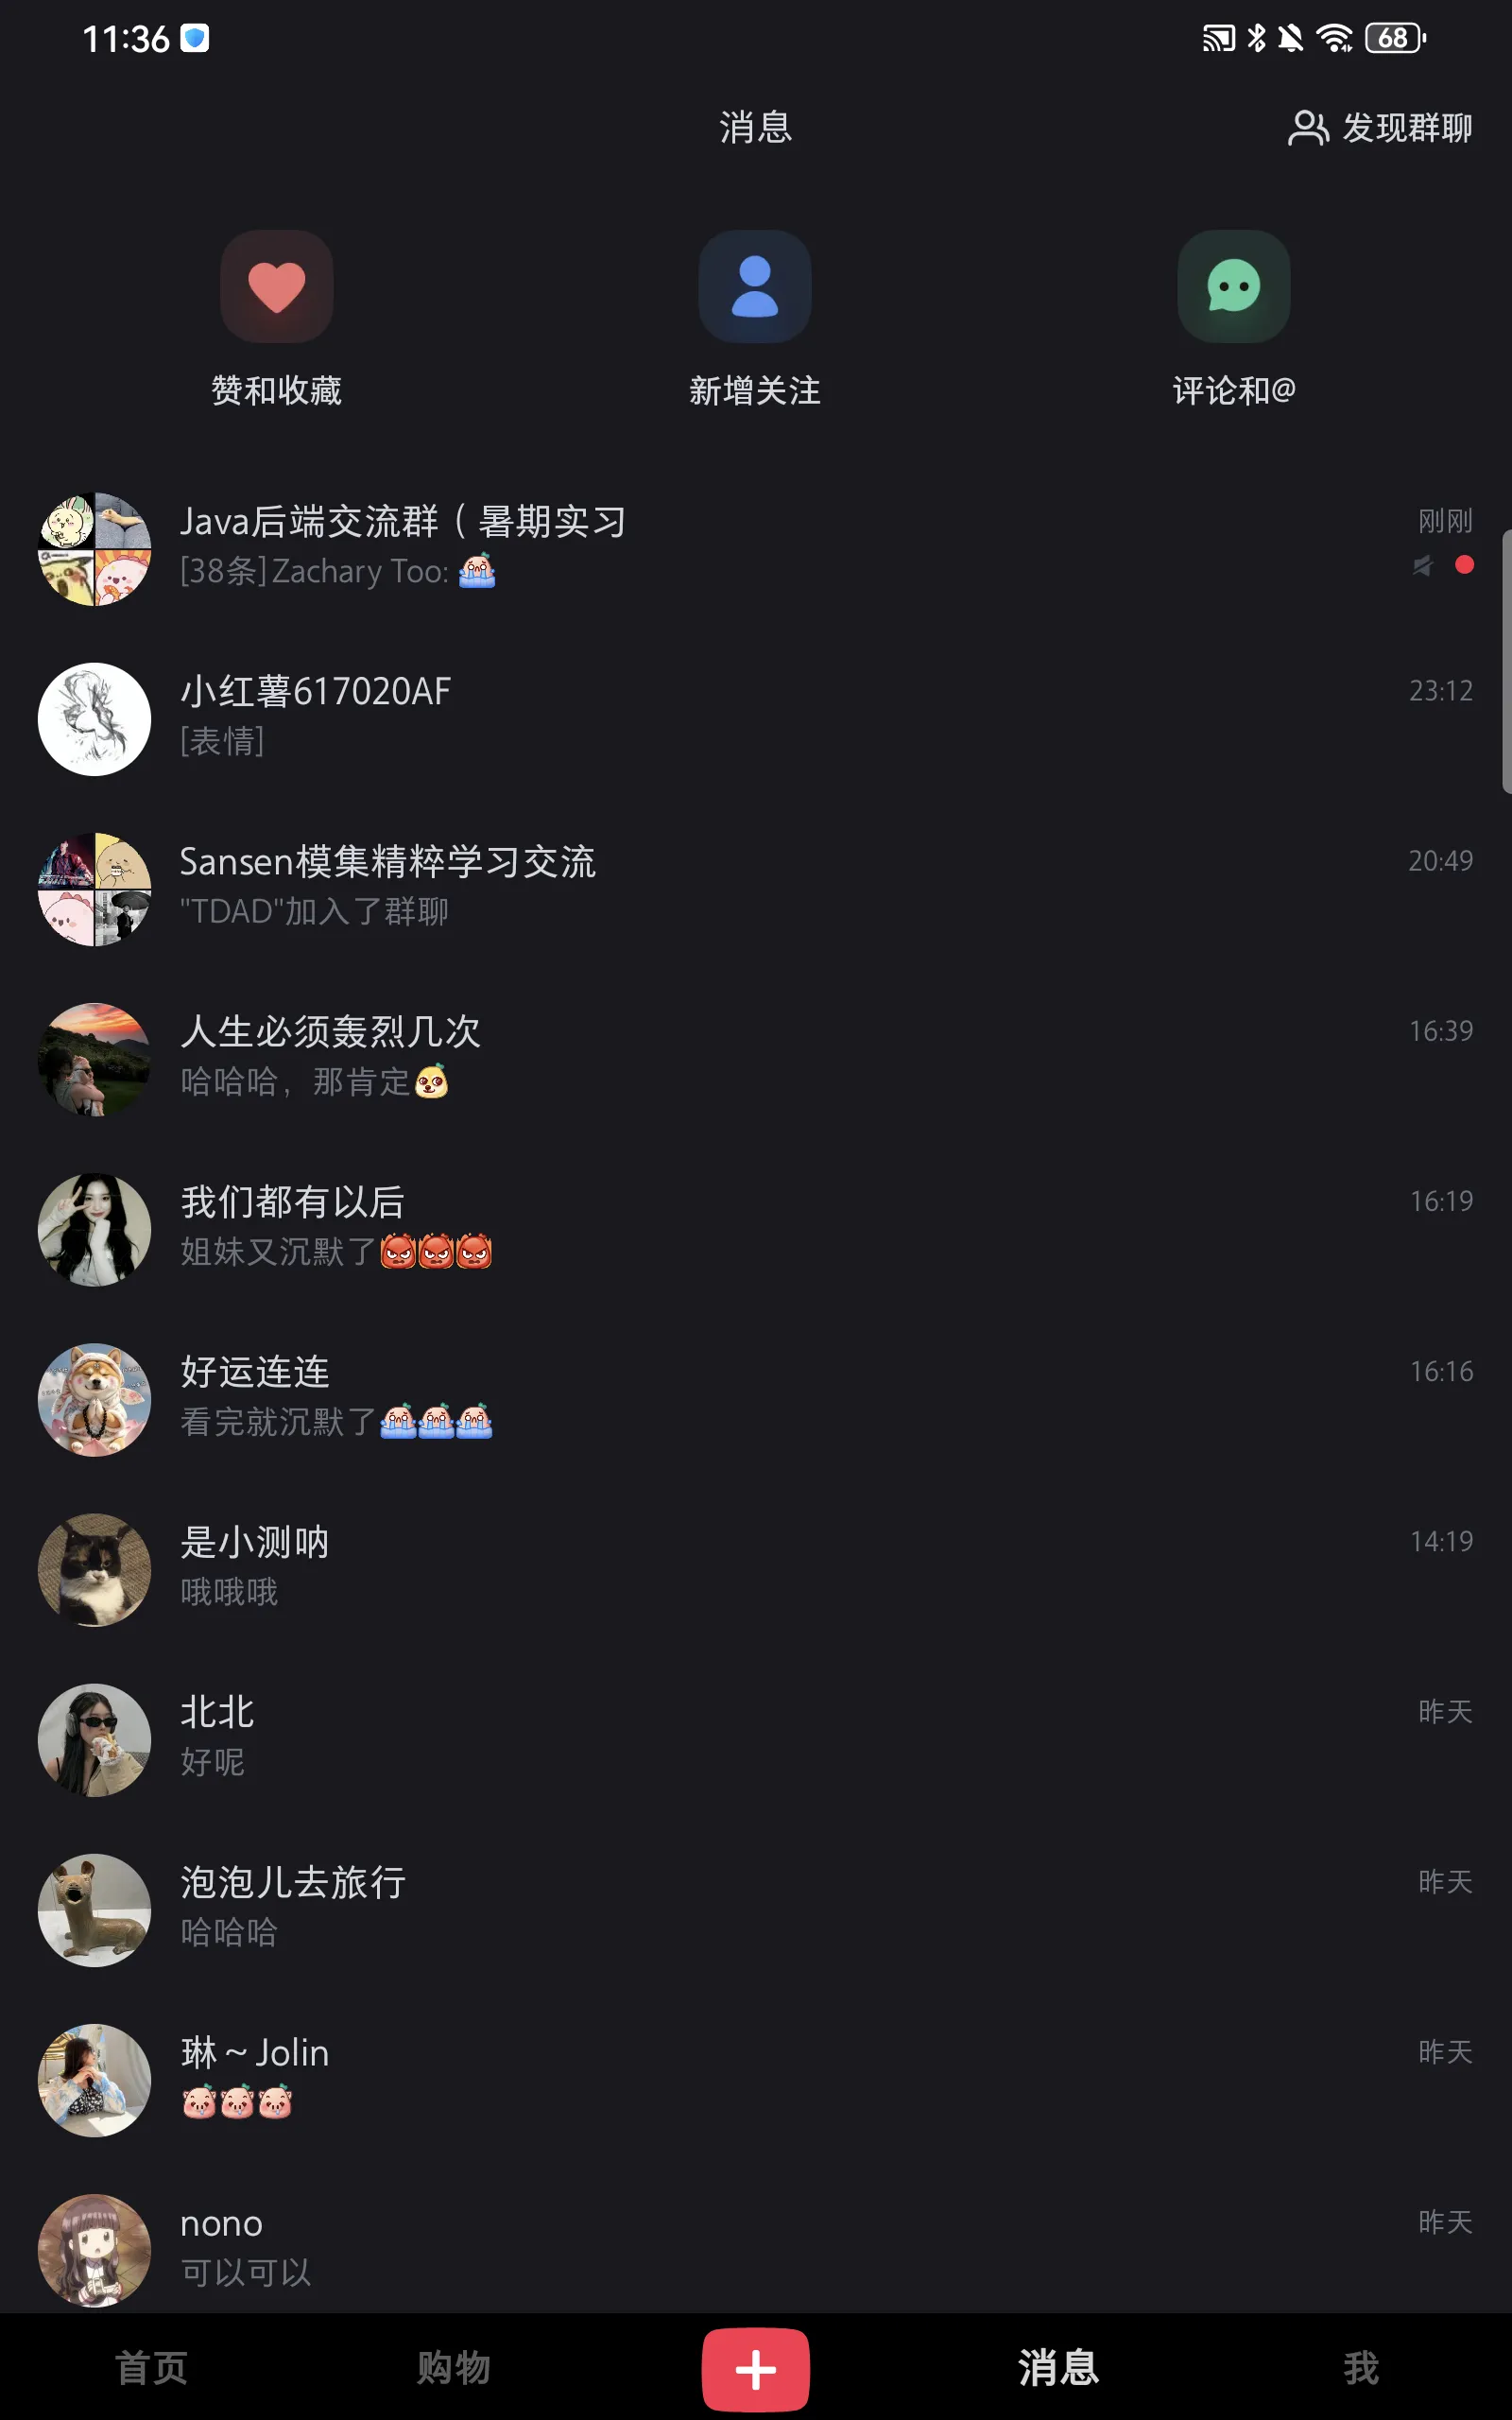 11:36
68
消息
发现群聊
赞和收藏
新增关注
评论和@
Java后端交流群（暑期实习
刚刚
[38条]Zachary Too:
小红薯617020AF
23:12
[表情]
Sansen模集精粹学习交流
20:49
"TDAD"加入了群聊
人生必须轰烈几次
16:39
哈哈哈，那肯定
我们都有以后
16:19
姐妹又沉默了
好运连连
16:16
看完就沉默了
是小测呐
14:19
哦哦哦
北北
昨天
好呢
泡泡儿去旅行
昨天
哈哈哈
琳～Jolin
昨天
nono
昨天
可以可以
首页
购物
消息
我